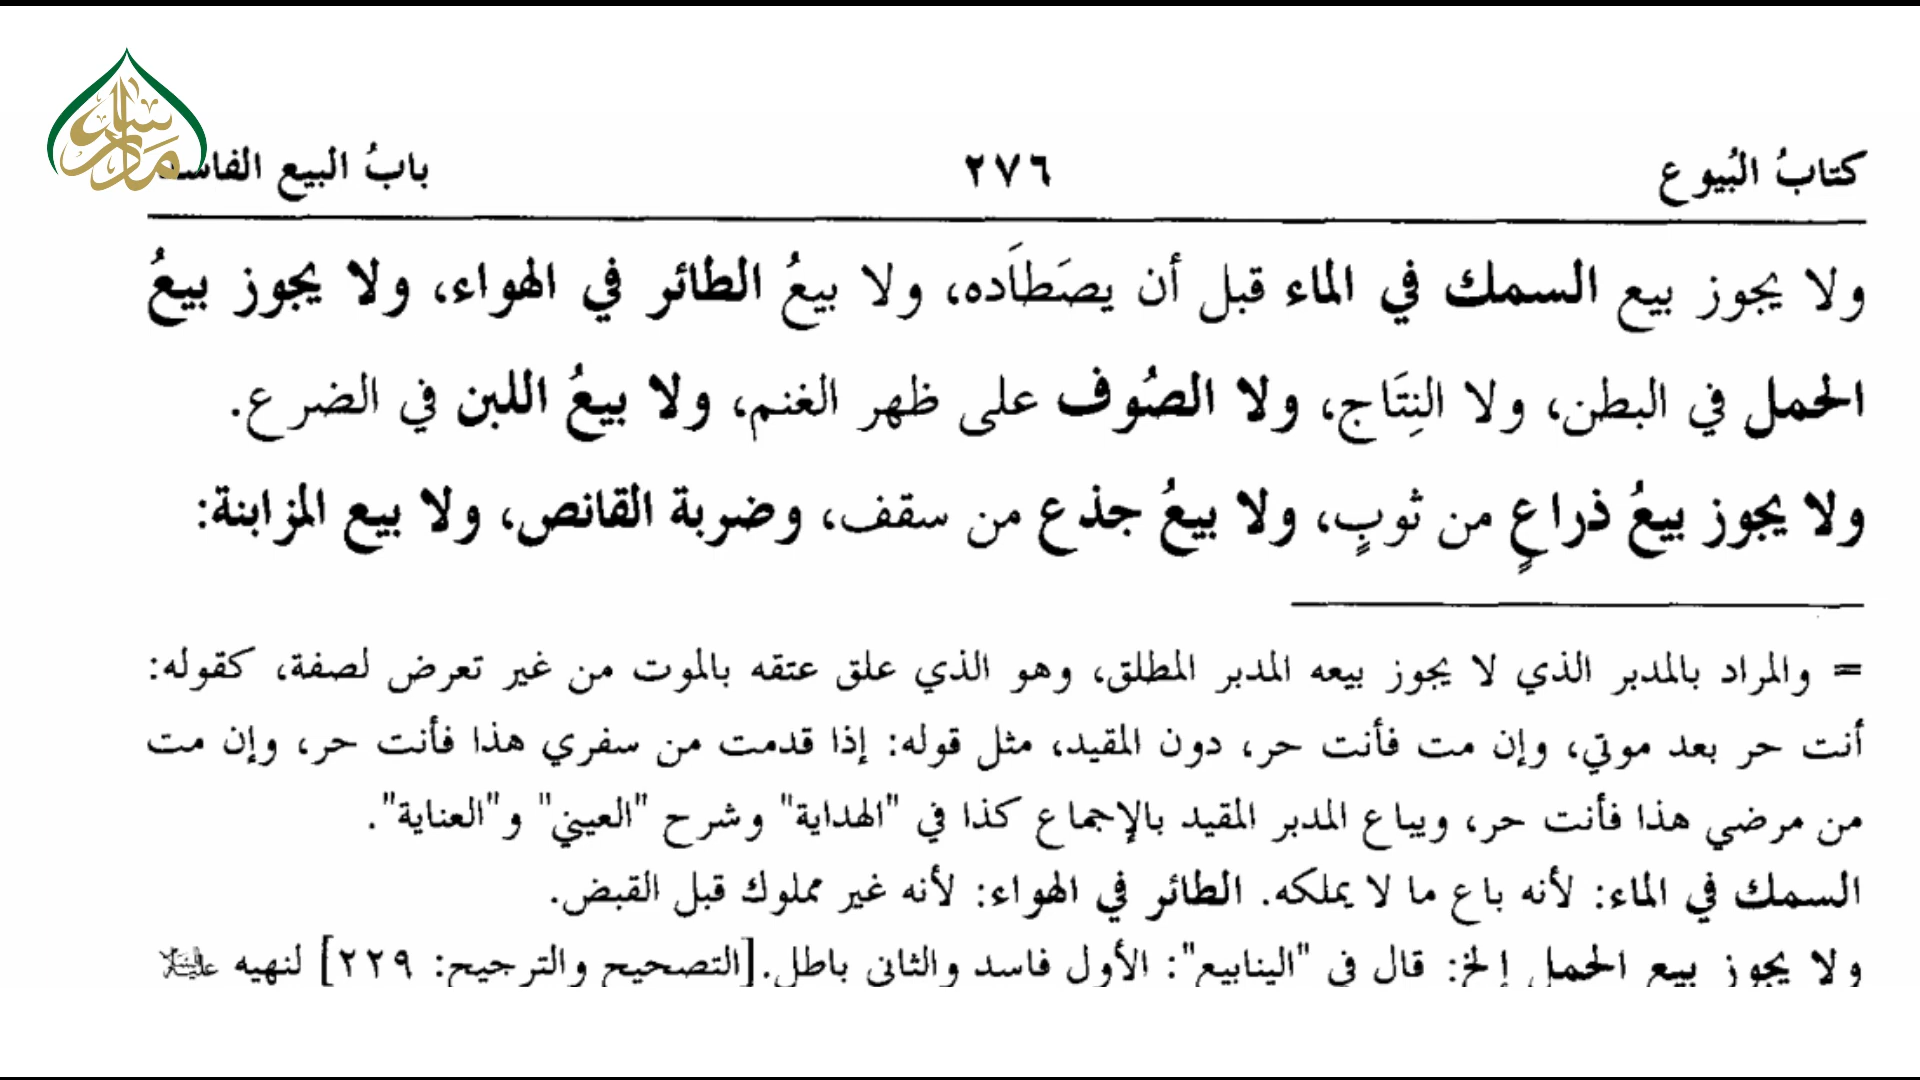 كتابُ البُيوع ٢٧٦ بابُ البيع الفاسد
ولا يجوز بيع السمك في الماء قبل أن يصَطاَده، ولا بيعُ الطائر في الهواء، ولا يجوز بيعُ
الحمل في البطن، ولا النِتَاج، ولا الصُوف على ظهر الغنم، ولا بيعُ اللبن في الضرع.
ولا يجوز بيعُ ذراعٍ من ثوبٍ، ولا بيعُ جذع من سقف، وضربة القانص، ولا بيع المزابنة:
= والمراد بالمدبر الذي لا يجوز بيعه المدبر المطلق، وهو الذي علق عتقه بالموت من غير تعرض لصفة، كقوله:
أنت حر بعد موتي، وإن مت فأنت حر، دون المقيد، مثل قوله: إذا قدمت من سفري هذا فأنت حر، وإن مت
من مرضي هذا فأنت حر، ويباع المدبر المقيد بالإجماع كذا في "الهداية" وشرح "العيني" و"العناية".
السمك في الماء: لأنه باع ما لا يملكه. الطائر في الهواء: لأنه غير مملوك قبل القبض.
ولا يجوز بيع الحمل إلخ: قال في "الينابيع": الأول فاسد والثاني باطل.[التصحيح والترجيح: ٢٢٩] لنهيه